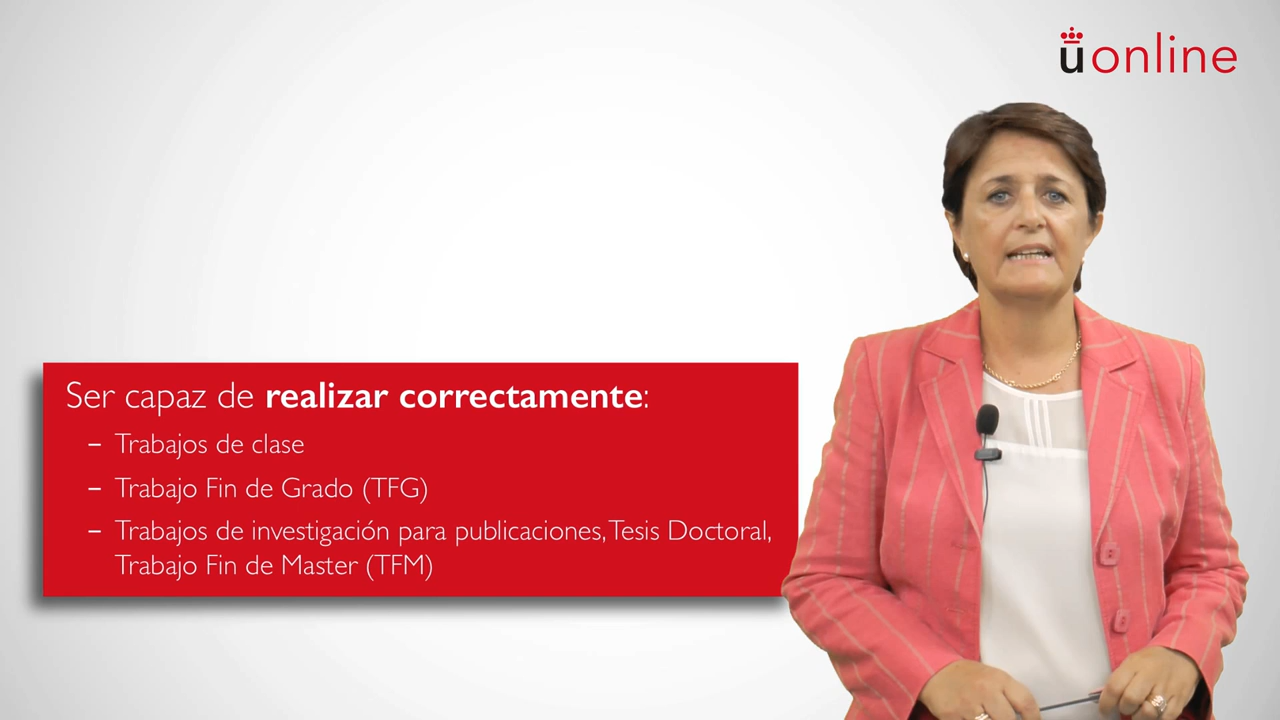 uonline
Ser capaz de realizar correctamente:
– Trabajos de clase
– Trabajo Fin de Grado (TFG)
– Trabajos de investigación para publicaciones, Tesis Doctoral,
Trabajo Fin de Master (TFM)